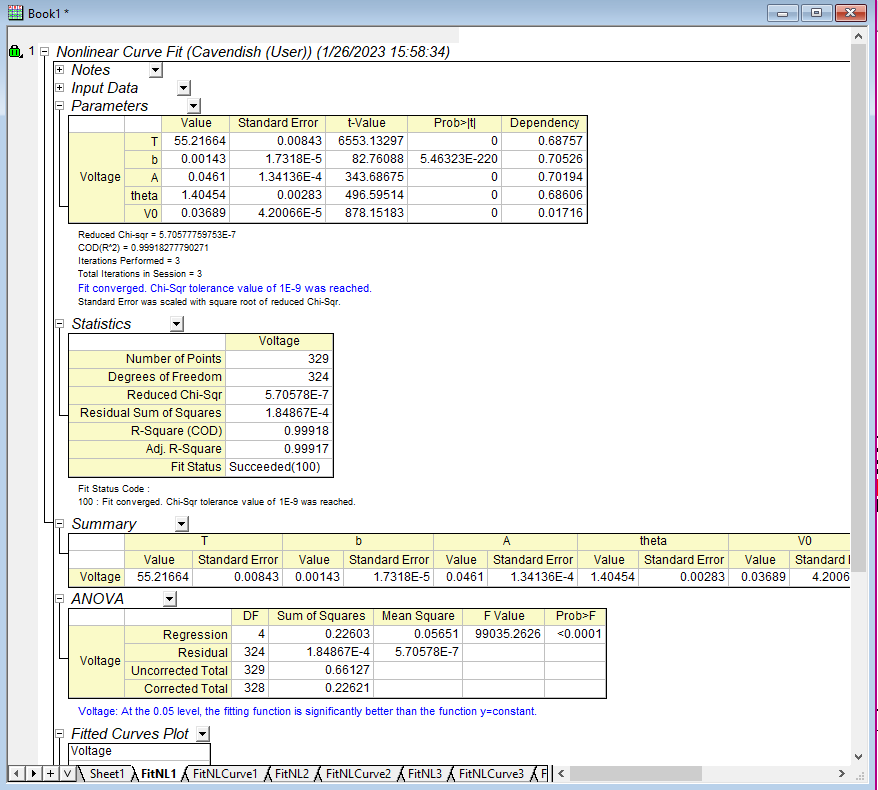 Book1 *
1 Nonlinear Curve Fit (Cavendish (User)) (1/26/2023 15:58:34)
Notes
Input Data
Parameters
Value Standard Error t-Value Prob>|t| Dependency
T 55.21664 0.00843 6553.13297 0 0.68757
b 0.00143 1.7318E-5 82.76088 5.46323E-220 0.70526
Voltage A 0.0461 1.34136E-4 343.68675 0 0.70194
theta 1.40454 0.00283 496.59514 0 0.68606
V0 0.03689 4.20066E-5 878.15183 0 0.01716
Reduced Chi-sqr = 5.70577759753E-7
COD(R^2) = 0.99918277790271
Iterations Performed = 3
Total Iterations in Session = 3
Fit converged. Chi-Sqr tolerance value of 1E-9 was reached.
Standard Error was scaled with square root of reduced Chi-Sqr.
Statistics
Voltage
Number of Points 329
Degrees of Freedom 324
Reduced Chi-Sqr 5.70578E-7
Residual Sum of Squares 1.84867E-4
R-Square (COD) 0.99918
Adj. R-Square 0.99917
Fit Status Succeeded(100)
Fit Status Code :
100 : Fit converged. Chi-Sqr tolerance value of 1E-9 was reached.
Summary
T b A theta V0
Value Standard Error Value Standard Error Value Standard Error Value Standard Error Value Standard
Voltage 55.21664 0.00843 0.00143 1.7318E-5 0.0461 1.34136E-4 1.40454 0.00283 0.03689 4.2006
ANOVA
DF Sum of Squares Mean Square F Value Prob>F
Regression 4 0.22603 0.05651 99035.2626 <0.0001
Residual 324 1.84867E-4 5.70578E-7
Voltage
Uncorrected Total 329 0.66127
Corrected Total 328 0.22621
Voltage: At the 0.05 level, the fitting function is significantly better than the function y=constant.
Fitted Curves Plot
Voltage
Sheet1 FitNL1 FitNLCurve1 FitNL2 FitNLCurve2 FitNL3 FitNLCurve3 F